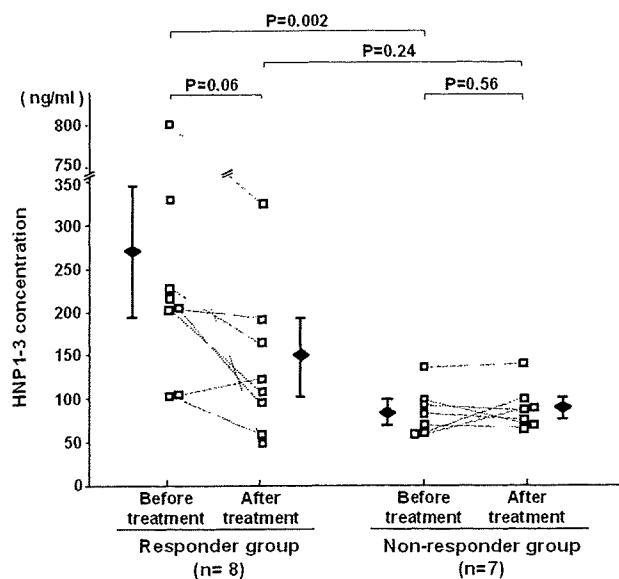 P=0.002
P=0.24
P=0.06
P=0.56
( ng/ml )
800
750
350
300
250
200
150
100
50
0
HNP1-3 concentration
Before treatment
After treatment
Before treatment
After treatment
Responder group
(n= 8)
Non-responder group
(n=7)